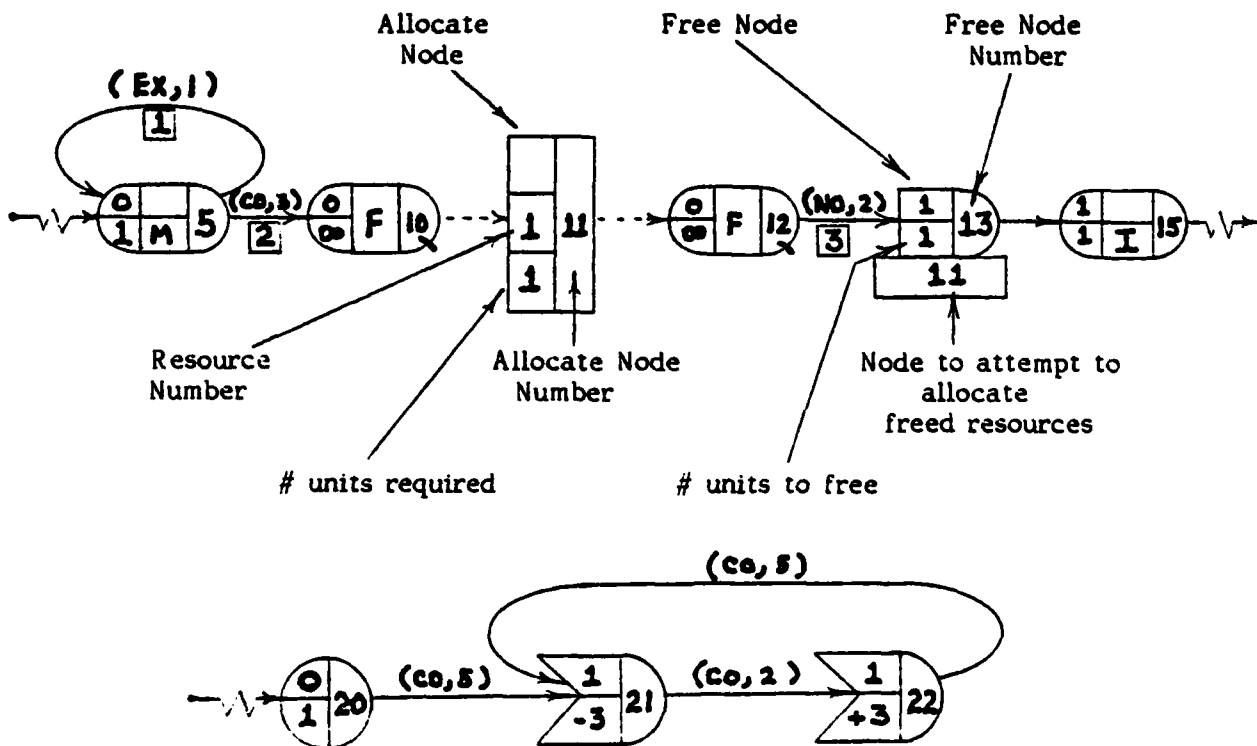 Allocate
Node
Free Node
Free Node
Number
(EX,1)
1
0
1
M
5
(CO,3)
2
0
∞
F
10
1
1
11
0
∞
F
12
(NO,2)
3
1
1
13
11
1
1
I
15
Resource
Number
Allocate Node
Number
Node to attempt to
allocate
freed resources
# units required
# units to free
(CO,5)
0
1
20
(CO,5)
1
-3
21
(CO,2)
1
+3
22